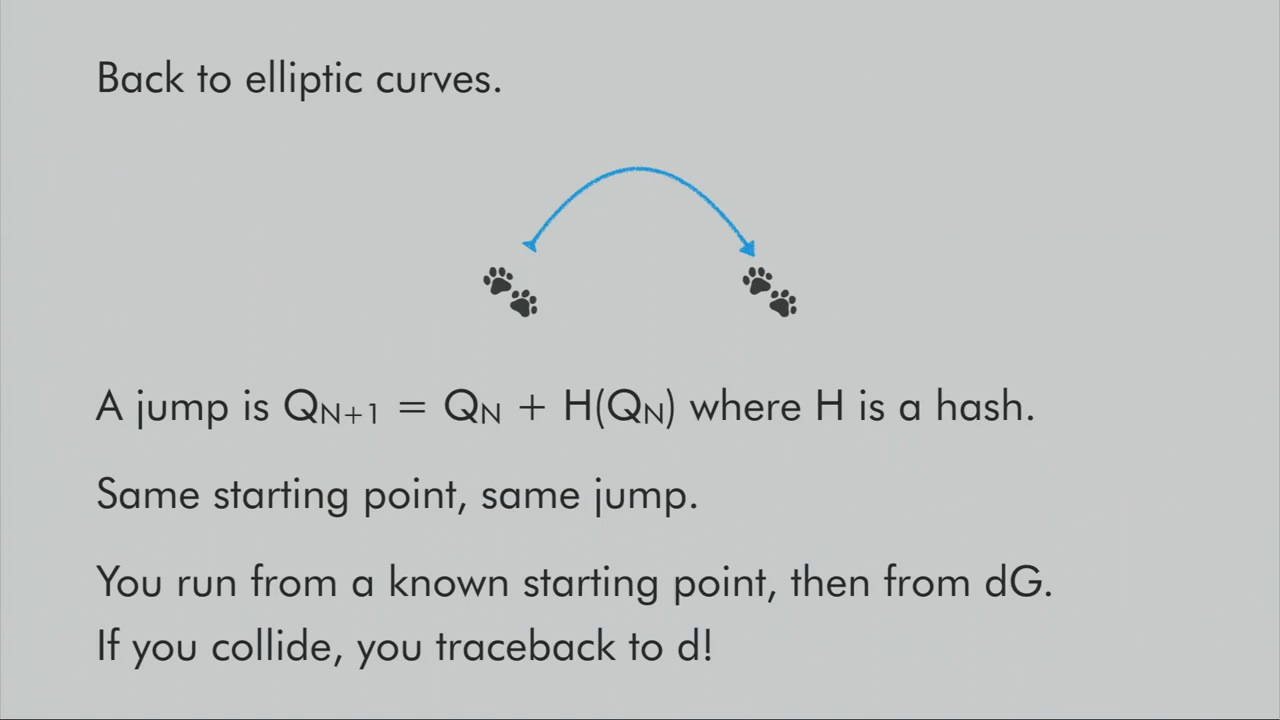 Back to elliptic curves.
A jump is QN+1 = QN + H(QN) where H is a hash.
Same starting point, same jump.
You run from a known starting point, then from dG.
If you collide, you traceback to d!